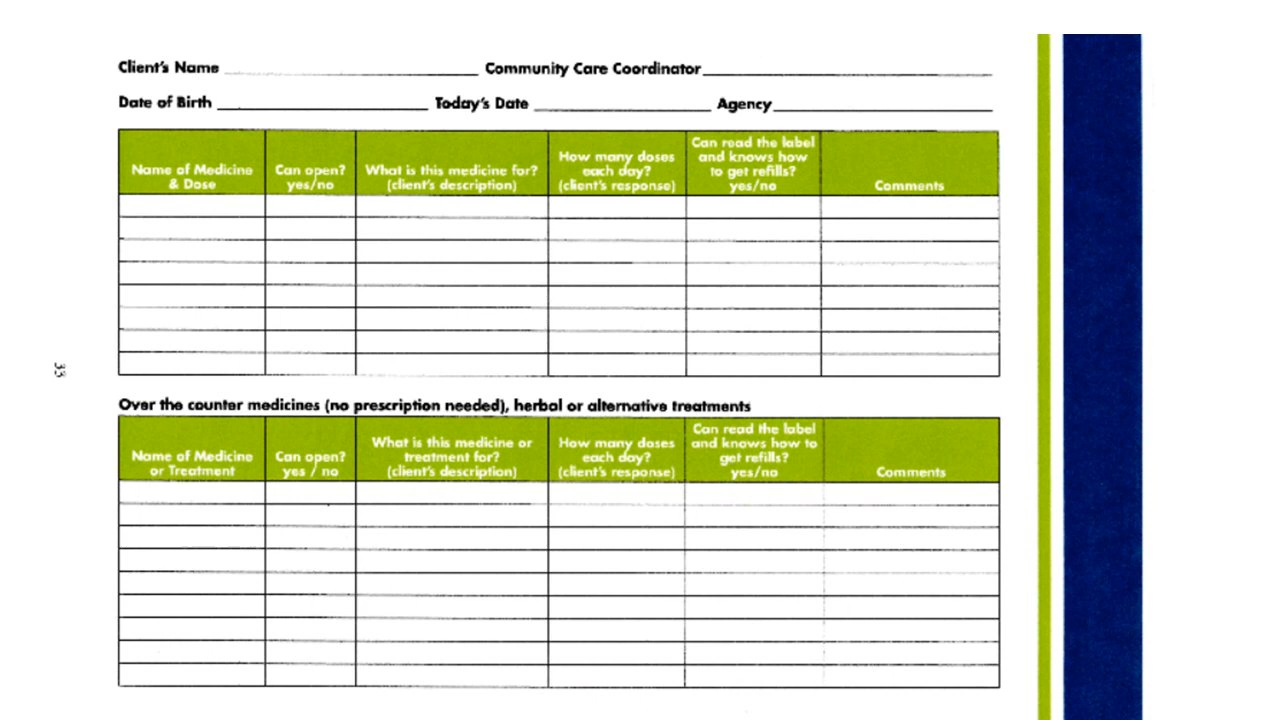 Client's Name Community Care Coordinator
Date of Birth Today's Date Agency
Name of Medicine & Dose
Can open? yes/no
What is this medicine for? (client's description)
How many doses each day? (client's response)
Can read the label and knows how to get refills? yes/no
Comments
33
Over the counter medicines (no prescription needed), herbal or alternative treatments
Name of Medicine or Treatment
Can open? yes / no
What is this medicine or treatment for? (client's description)
How many doses each day? (client's response)
Can read the label and knows how to get refills? yes/no
Comments